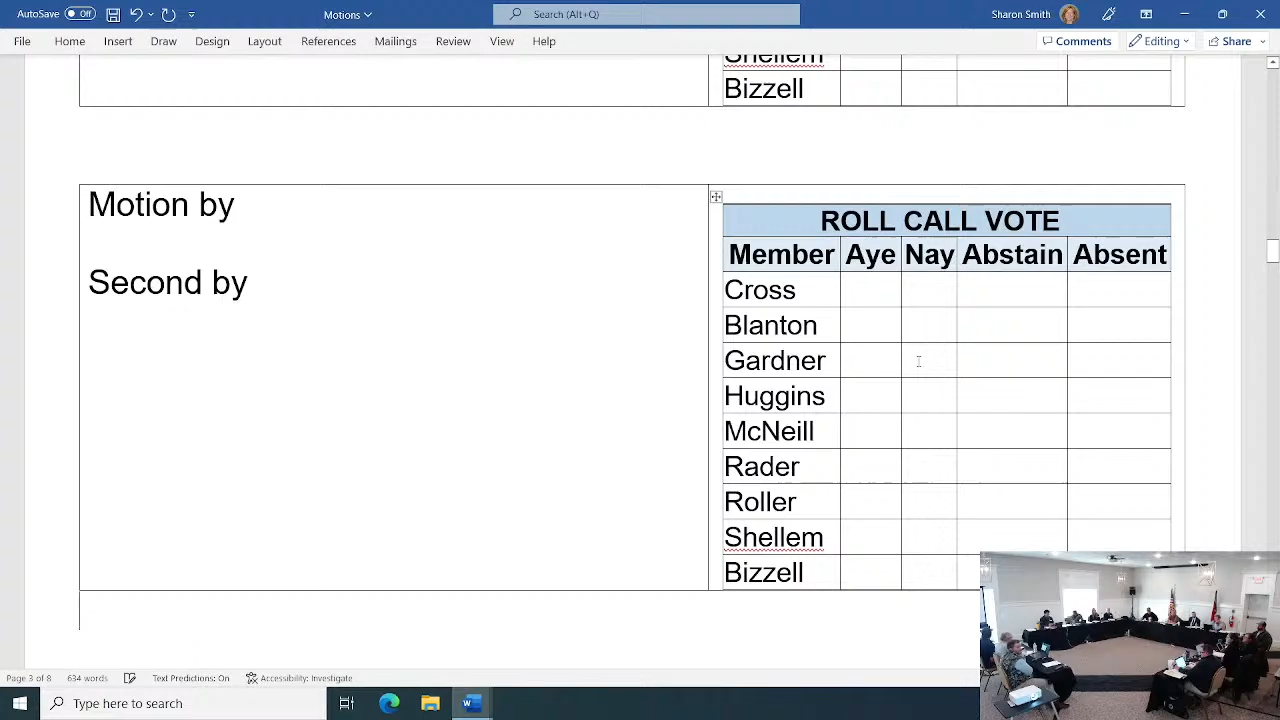 AutoSave Off Motions Search (Alt+Q) Sharon Smith
File Home Insert Draw Design Layout References Mailings Review View Help Comments Editing Share
Shellem
Bizzell
Motion by
Second by
ROLL CALL VOTE
Member Aye Nay Abstain Absent
Cross
Blanton
Gardner
Huggins
McNeill
Rader
Roller
Shellem
Bizzell
Page 3 of 8 634 words Text Predictions: On Accessibility: Investigate
Type here to search